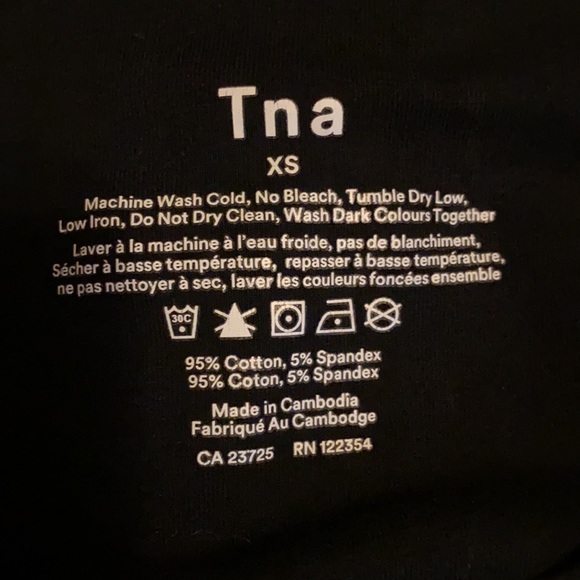 Tna
XS
Machine Wash Cold, No Bleach, Tumble Dry Low,
Low Iron, Do Not Dry Clean, Wash Dark Colours Together
Laver à la machine à l'eau froide, pas de blanchiment,
Sécher à basse température, repasser à basse température,
ne pas nettoyer à sec, laver les couleurs foncées ensemble
30C
95% Cotton, 5% Spandex
95% Coton, 5% Spandex
Made in Cambodia
Fabriqué Au Cambodge
CA 23725 RN 122354